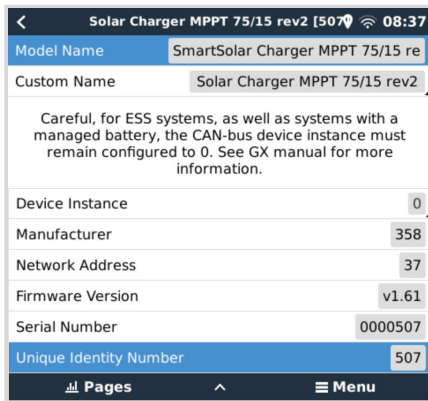 Solar Charger MPPT 75/15 rev2 [507 08:37
Model Name SmartSolar Charger MPPT 75/15 re
Custom Name Solar Charger MPPT 75/15 rev2
Careful, for ESS systems, as well as systems with a
managed battery, the CAN-bus device instance must
remain configured to 0. See GX manual for more
information.
Device Instance 0
Manufacturer 358
Network Address 37
Firmware Version v1.61
Serial Number 0000507
Unique Identity Number 507
Pages Menu